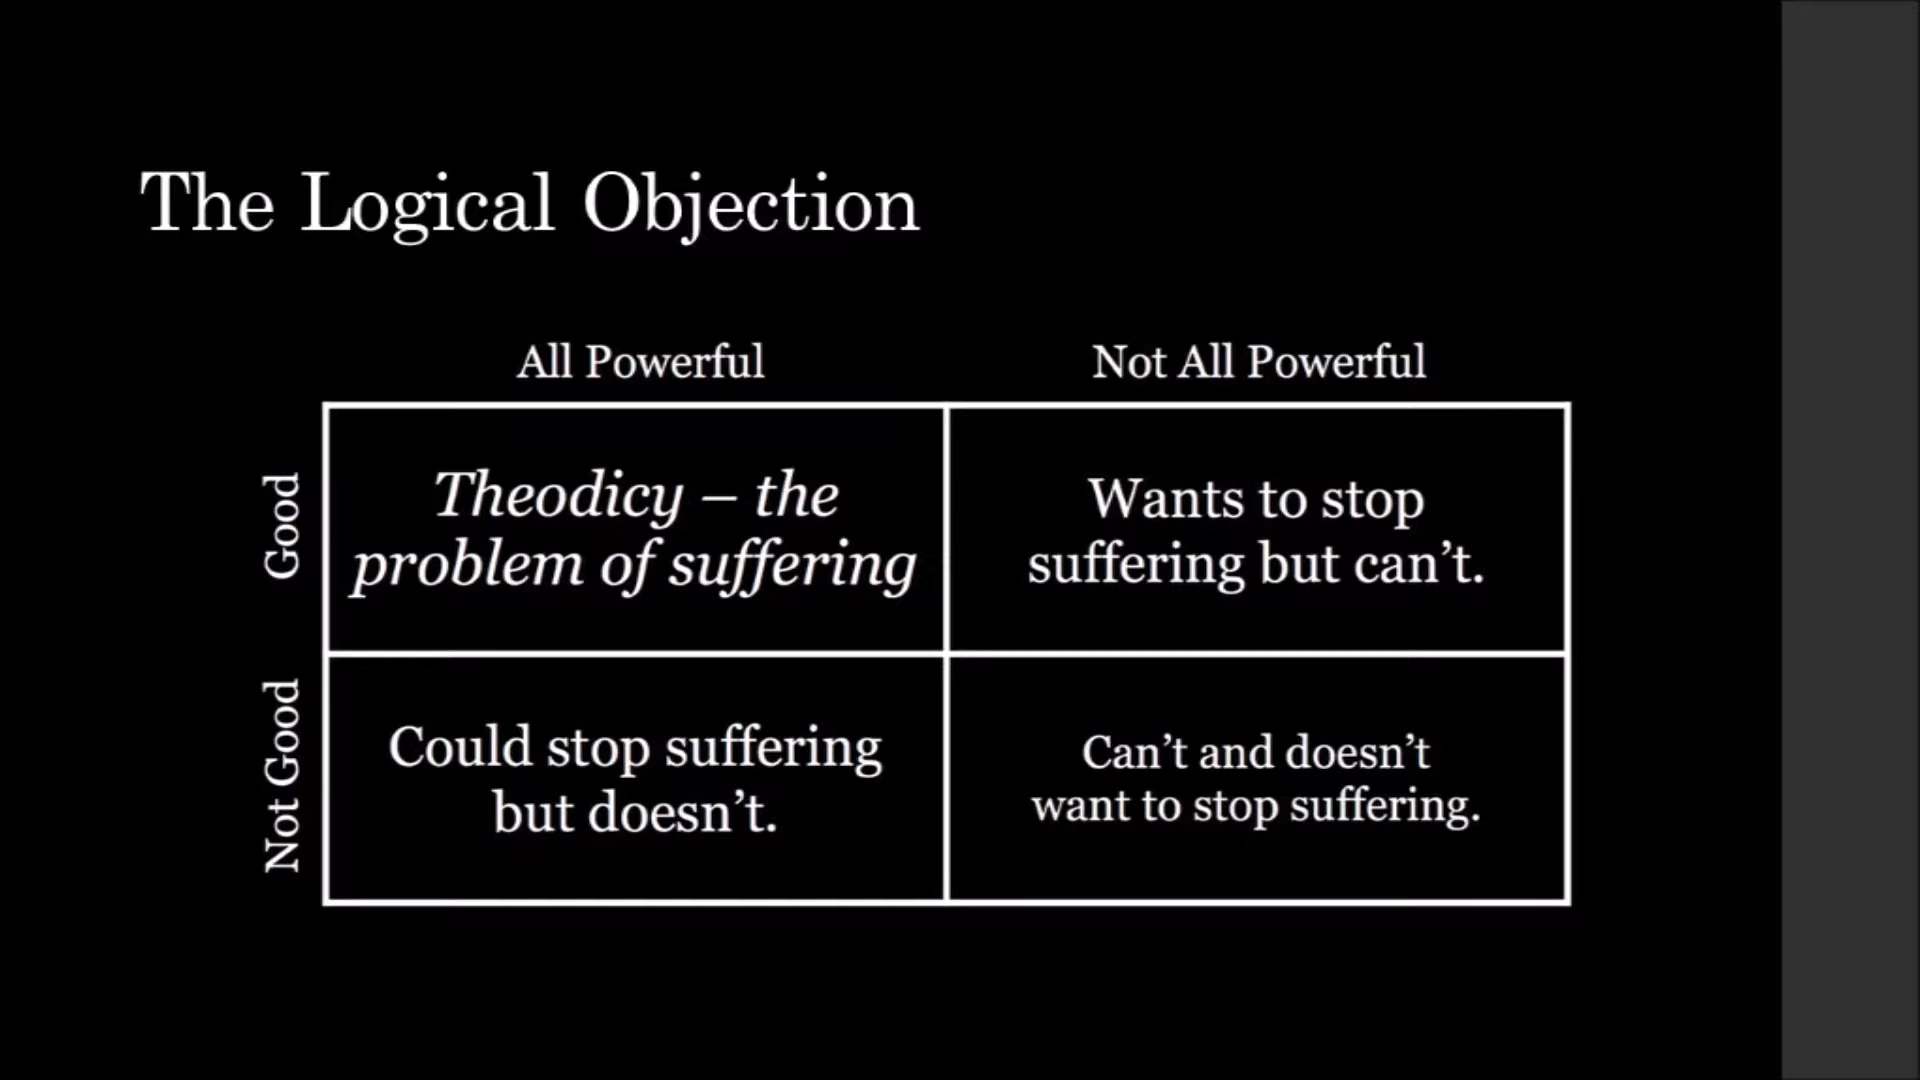 The Logical Objection
All Powerful
Not All Powerful
Good
Theodicy – the
problem of suffering
Wants to stop
suffering but can’t.
Not Good
Could stop suffering
but doesn’t.
Can’t and doesn’t
want to stop suffering.